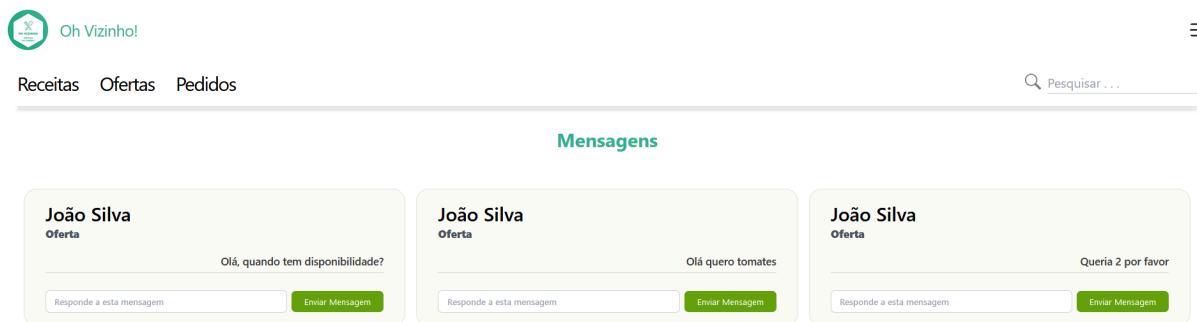 OH VIZINHO
Oh Vizinho!
Receitas Ofertas Pedidos
Pesquisar . . .
Mensagens
João Silva
Oferta
Olá, quando tem disponibilidade?
Responde a esta mensagem
Enviar Mensagem
João Silva
Oferta
Olá quero tomates
Responde a esta mensagem
Enviar Mensagem
João Silva
Oferta
Queria 2 por favor
Responde a esta mensagem
Enviar Mensagem